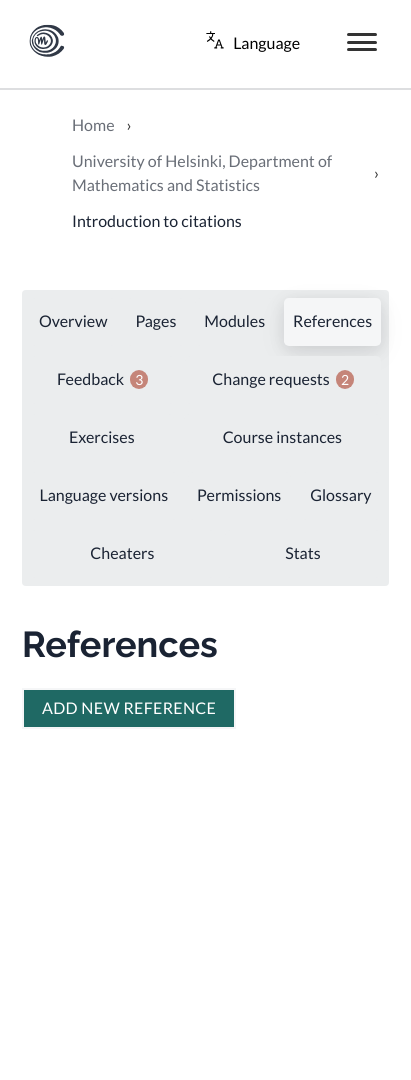 Language
Home ›
University of Helsinki, Department of
Mathematics and Statistics ›
Introduction to citations
Overview Pages Modules References
Feedback 3 Change requests 2
Exercises Course instances
Language versions Permissions Glossary
Cheaters Stats
References
ADD NEW REFERENCE